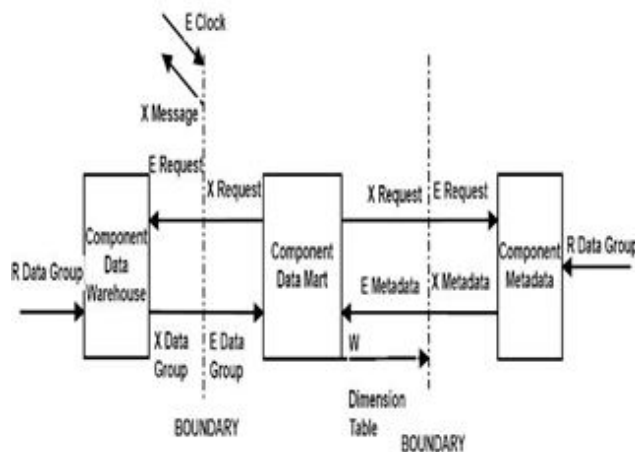 E Clock
X Message
E Request
X Request
X Request
E Request
Component
Data
Warehouse
Component
Data Mart
Component
Metadata
R Data Group
R Data Group
E Metadata
X Metadata
X Data
Group
E Data
Group
W
Dimension
Table
BOUNDARY
BOUNDARY